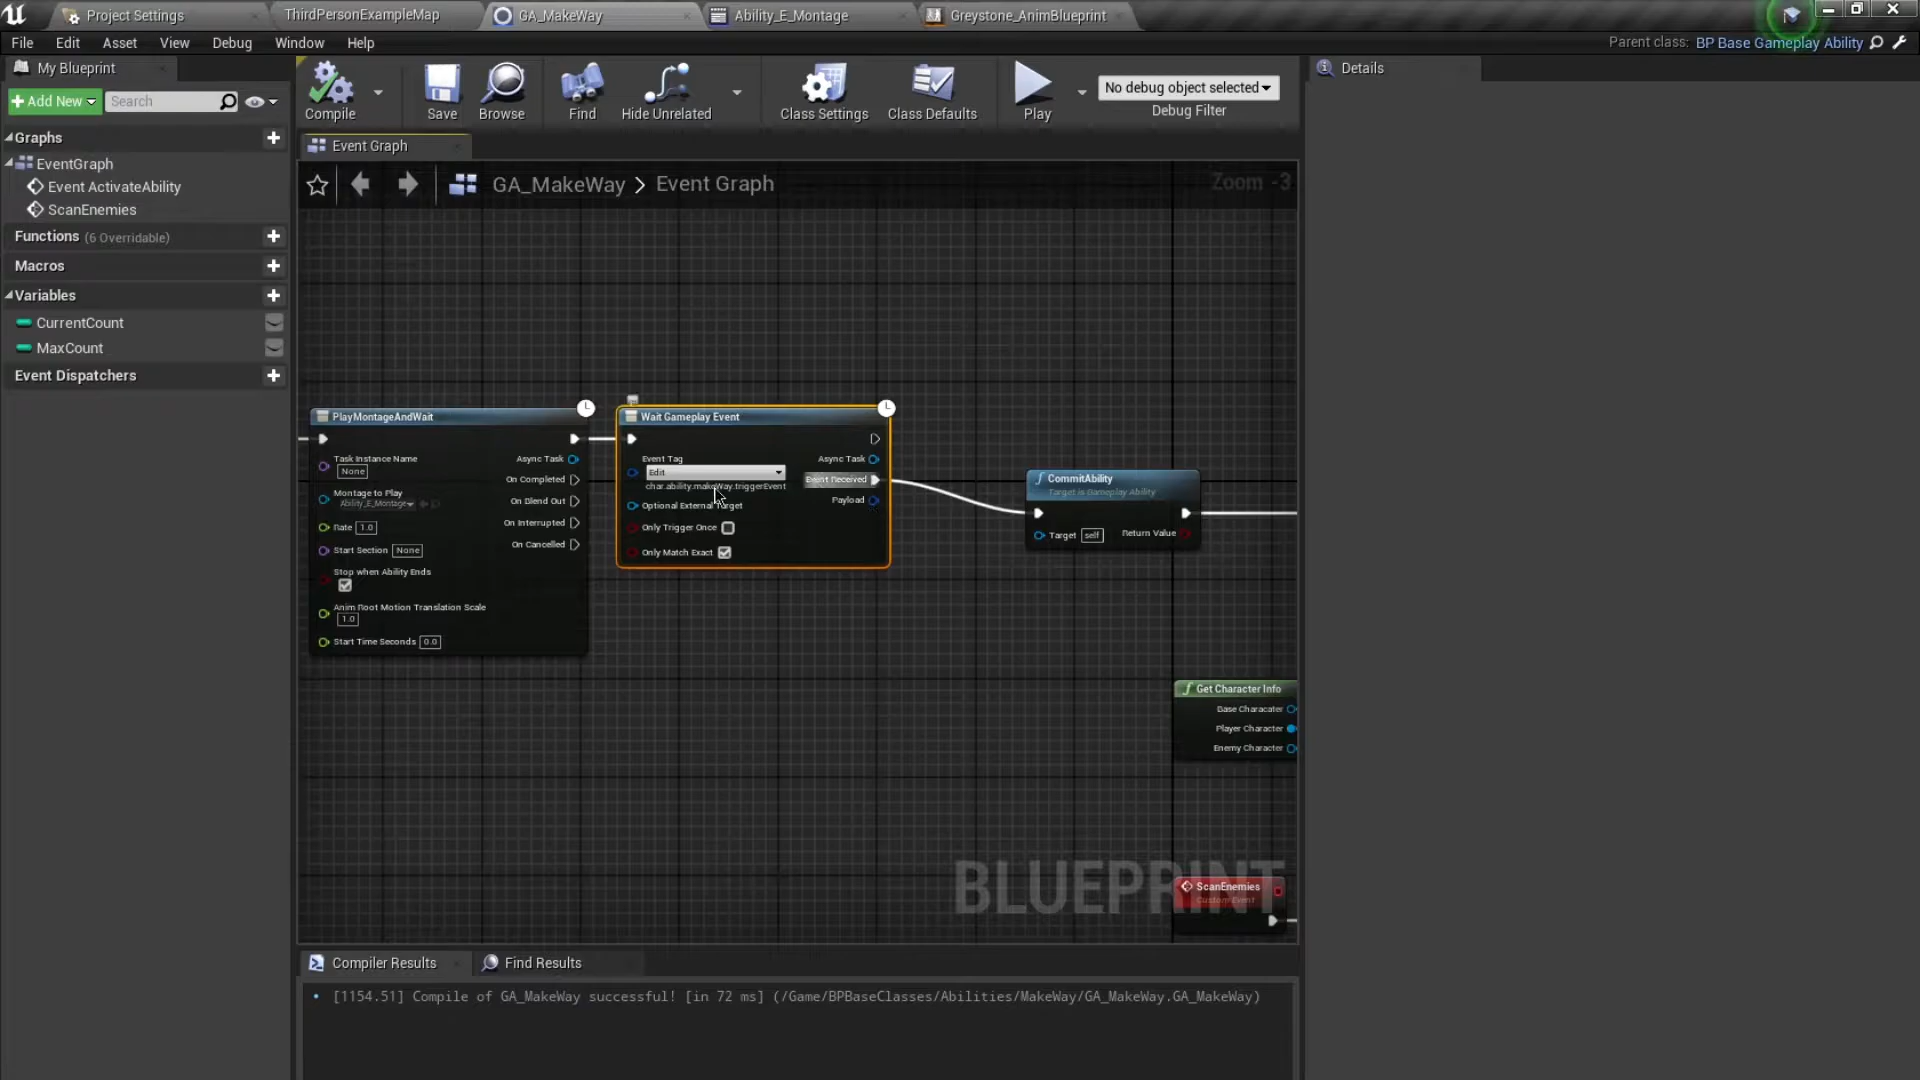 Project Settings
ThirdPersonExampleMap
GA_MakeWay
Ability_E_Montage
Greystone_AnimBlueprint
File
Edit
Asset
View
Debug
Window
Help
Parent class: BP Base Gameplay Ability
My Blueprint
Add New
Search
Graphs
EventGraph
Event ActivateAbility
ScanEnemies
Functions (6 Overridable)
Macros
Variables
CurrentCount
MaxCount
Event Dispatchers
Compile
Save
Browse
Find
Hide Unrelated
Class Settings
Class Defaults
Play
No debug object selected
Debug Filter
Details
Event Graph
GA_MakeWay > Event Graph
Zoom -3
PlayMontageAndWait
Task Instance Name
None
Montage to Play
Ability_E_Montage
Rate 1.0
Start Section None
Stop when Ability Ends
Anim Root Motion Translation Scale
1.0
Start Time Seconds 0.0
Async Task
On Completed
On Blend Out
On Interrupted
On Cancelled
Wait Gameplay Event
Event Tag
Edit
char.ability.makeWay.triggerEvent
Optional External Target
Only Trigger Once
Only Match Exact
Async Task
Event Received
Payload
CommitAbility
Target is Gameplay Ability
Target self
Return Value
Get Character Info
Base Characater
Player Character
Enemy Character
BLUEPRINT
ScanEnemies
Custom Event
Compiler Results
Find Results
[1154.51] Compile of GA_MakeWay successful! [in 72 ms] (/Game/BPBaseClasses/Abilities/MakeWay/GA_MakeWay.GA_MakeWay)